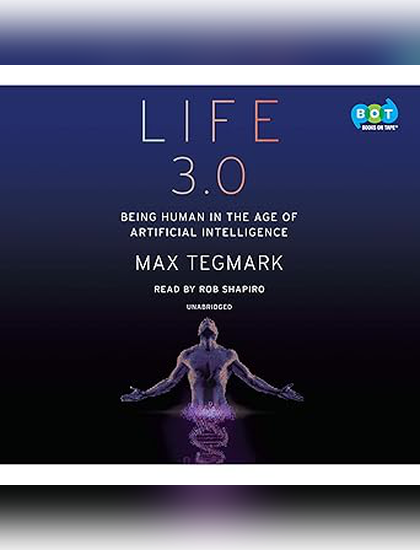 LIFE
3.0
BOT
BOOKS ON TAPE™
BEING HUMAN IN THE AGE OF
ARTIFICIAL INTELLIGENCE
MAX TEGMARK
READ BY ROB SHAPIRO
UNABRIDGED